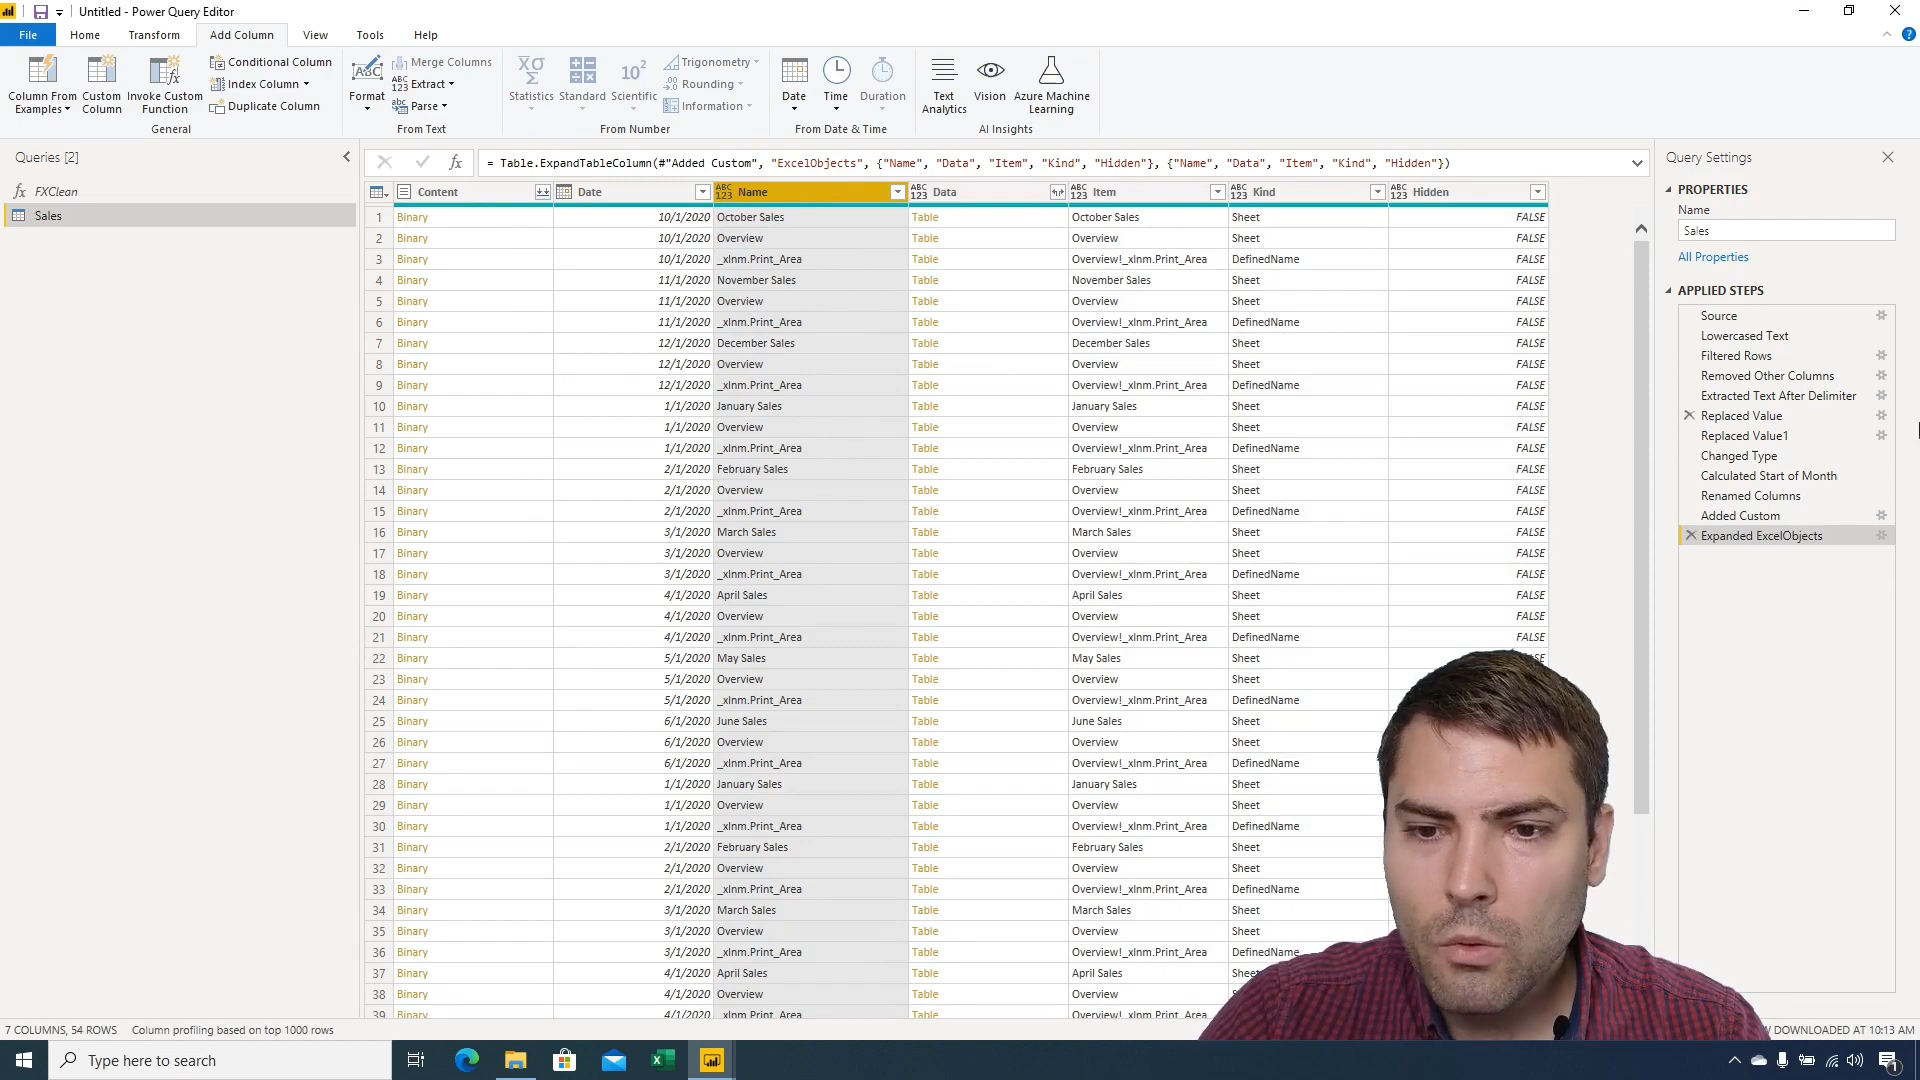 Untitled - Power Query Editor
File Home Transform Add Column View Tools Help
Column From Examples
Custom Column
Invoke Custom Function
Conditional Column
Index Column
Duplicate Column
General
Format
Merge Columns
Extract
Parse
From Text
Statistics
Standard
Scientific
Trigonometry
Rounding
Information
From Number
Date
Time
Duration
From Date & Time
Text Analytics
Vision
Azure Machine Learning
AI Insights
Queries [2]
FXClean
Sales
= Table.ExpandTableColumn(#"Added Custom", "ExcelObjects", {"Name", "Data", "Item", "Kind", "Hidden"}, {"Name", "Data", "Item", "Kind", "Hidden"})
Content Date Name Data Item Kind Hidden
1 Binary 10/1/2020 October Sales Table October Sales Sheet FALSE
2 Binary 10/1/2020 Overview Table Overview Sheet FALSE
3 Binary 10/1/2020 _xlnm.Print_Area Table Overview!_xlnm.Print_Area DefinedName FALSE
4 Binary 11/1/2020 November Sales Table November Sales Sheet FALSE
5 Binary 11/1/2020 Overview Table Overview Sheet FALSE
6 Binary 11/1/2020 _xlnm.Print_Area Table Overview!_xlnm.Print_Area DefinedName FALSE
7 Binary 12/1/2020 December Sales Table December Sales Sheet FALSE
8 Binary 12/1/2020 Overview Table Overview Sheet FALSE
9 Binary 12/1/2020 _xlnm.Print_Area Table Overview!_xlnm.Print_Area DefinedName FALSE
10 Binary 1/1/2020 January Sales Table January Sales Sheet FALSE
11 Binary 1/1/2020 Overview Table Overview Sheet FALSE
12 Binary 1/1/2020 _xlnm.Print_Area Table Overview!_xlnm.Print_Area DefinedName FALSE
13 Binary 2/1/2020 February Sales Table February Sales Sheet FALSE
14 Binary 2/1/2020 Overview Table Overview Sheet FALSE
15 Binary 2/1/2020 _xlnm.Print_Area Table Overview!_xlnm.Print_Area DefinedName FALSE
16 Binary 3/1/2020 March Sales Table March Sales Sheet FALSE
17 Binary 3/1/2020 Overview Table Overview Sheet FALSE
18 Binary 3/1/2020 _xlnm.Print_Area Table Overview!_xlnm.Print_Area DefinedName FALSE
19 Binary 4/1/2020 April Sales Table April Sales Sheet FALSE
20 Binary 4/1/2020 Overview Table Overview Sheet FALSE
21 Binary 4/1/2020 _xlnm.Print_Area Table Overview!_xlnm.Print_Area DefinedName FALSE
22 Binary 5/1/2020 May Sales Table May Sales Sheet
23 Binary 5/1/2020 Overview Table Overview Sheet
24 Binary 5/1/2020 _xlnm.Print_Area Table Overview!_xlnm.Print_Area DefinedName
25 Binary 6/1/2020 June Sales Table June Sales Sheet
26 Binary 6/1/2020 Overview Table Overview Sheet
27 Binary 6/1/2020 _xlnm.Print_Area Table Overview!_xlnm.Print_Area DefinedName
28 Binary 1/1/2020 January Sales Table January Sales Sheet
29 Binary 1/1/2020 Overview Table Overview Sheet
30 Binary 1/1/2020 _xlnm.Print_Area Table Overview!_xlnm.Print_Area DefinedName
31 Binary 2/1/2020 February Sales Table February Sales Sheet
32 Binary 2/1/2020 Overview Table Overview Sheet
33 Binary 2/1/2020 _xlnm.Print_Area Table Overview!_xlnm.Print_Area DefinedName
34 Binary 3/1/2020 March Sales Table March Sales Sheet
35 Binary 3/1/2020 Overview Table Overview Sheet
36 Binary 3/1/2020 _xlnm.Print_Area Table Overview!_xlnm.Print_Area DefinedName
37 Binary 4/1/2020 April Sales Table April Sales
38 Binary 4/1/2020 Overview Table Overview
39 Binary 4/1/2020 _xlnm.Print_Area Table Overview!_xlnm.Print_Area
Query Settings
PROPERTIES
Name
Sales
All Properties
APPLIED STEPS
Source
Lowercased Text
Filtered Rows
Removed Other Columns
Extracted Text After Delimiter
Replaced Value
Replaced Value1
Changed Type
Calculated Start of Month
Renamed Columns
Added Custom
Expanded ExcelObjects
7 COLUMNS, 54 ROWS Column profiling based on top 1000 rows
DOWNLOADED AT 10:13 AM
Type here to search
1